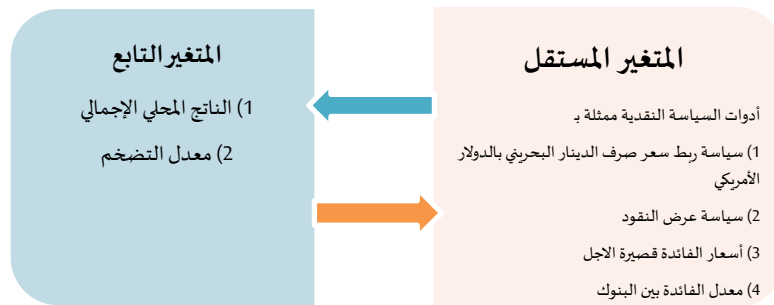 المتغير المستقل
أدوات السياسة النقدية ممثلة بـ
1) سياسة ربط سعر صرف الدينار البحريني بالدولار
الأمريكي
2) سياسة عرض النقود
3) أسعار الفائدة قصيرة الاجل
4) معدل الفائدة بين البنوك
المتغير التابع
1) الناتج المحلي الإجمالي
2) معدل التضخم